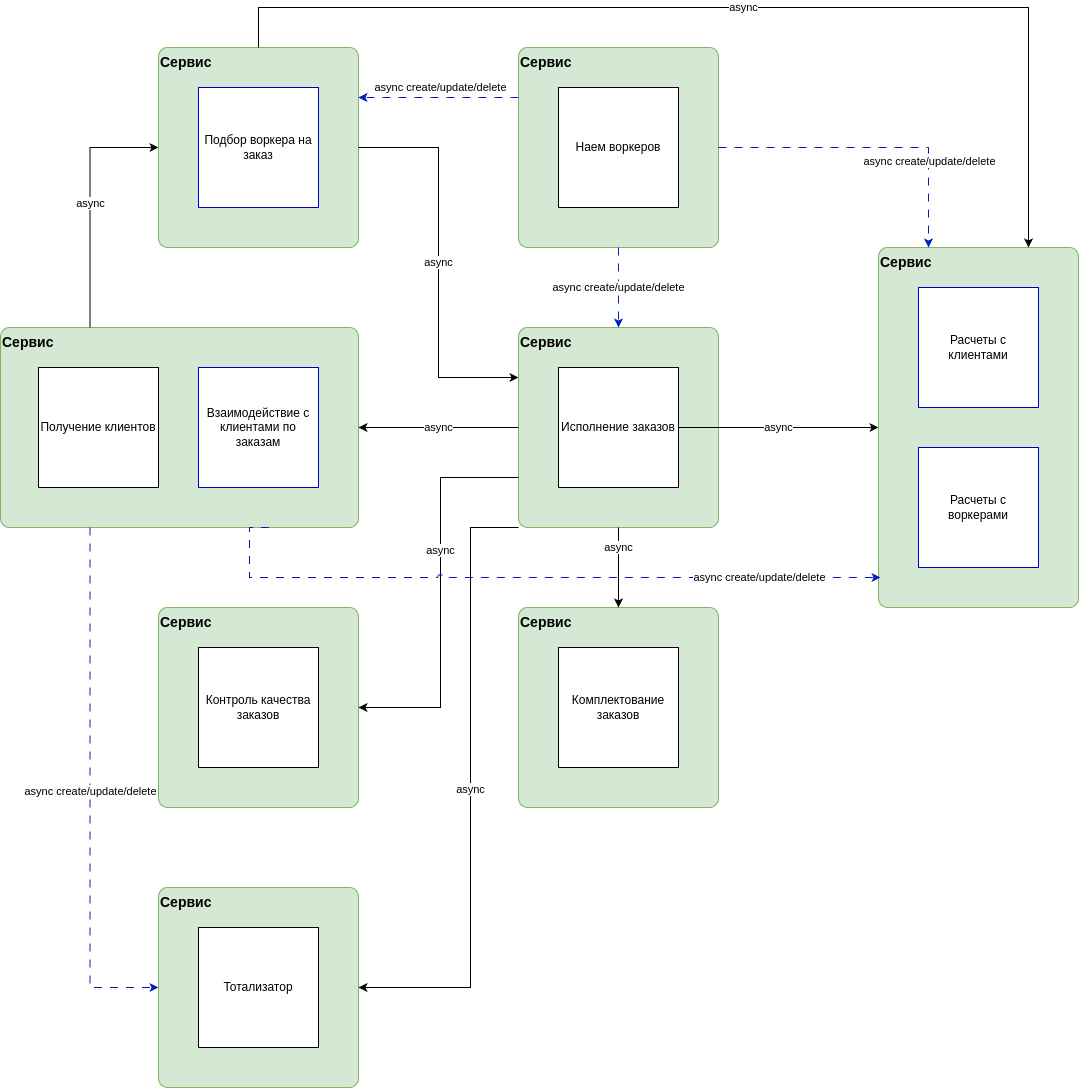 async
Сервис
Подбор воркера на
заказ
async create/update/delete
Сервис
Наем воркеров
async create/update/delete
async
async
async create/update/delete
Сервис
Расчеты с
клиентами
Расчеты с
воркерами
Сервис
Получение клиентов
Взаимодействие с
клиентами по
заказам
async
Сервис
Исполнение заказов
async
async
async
async create/update/delete
Сервис
Контроль качества
заказов
Сервис
Комплектование
заказов
async create/update/delete
async
Сервис
Тотализатор